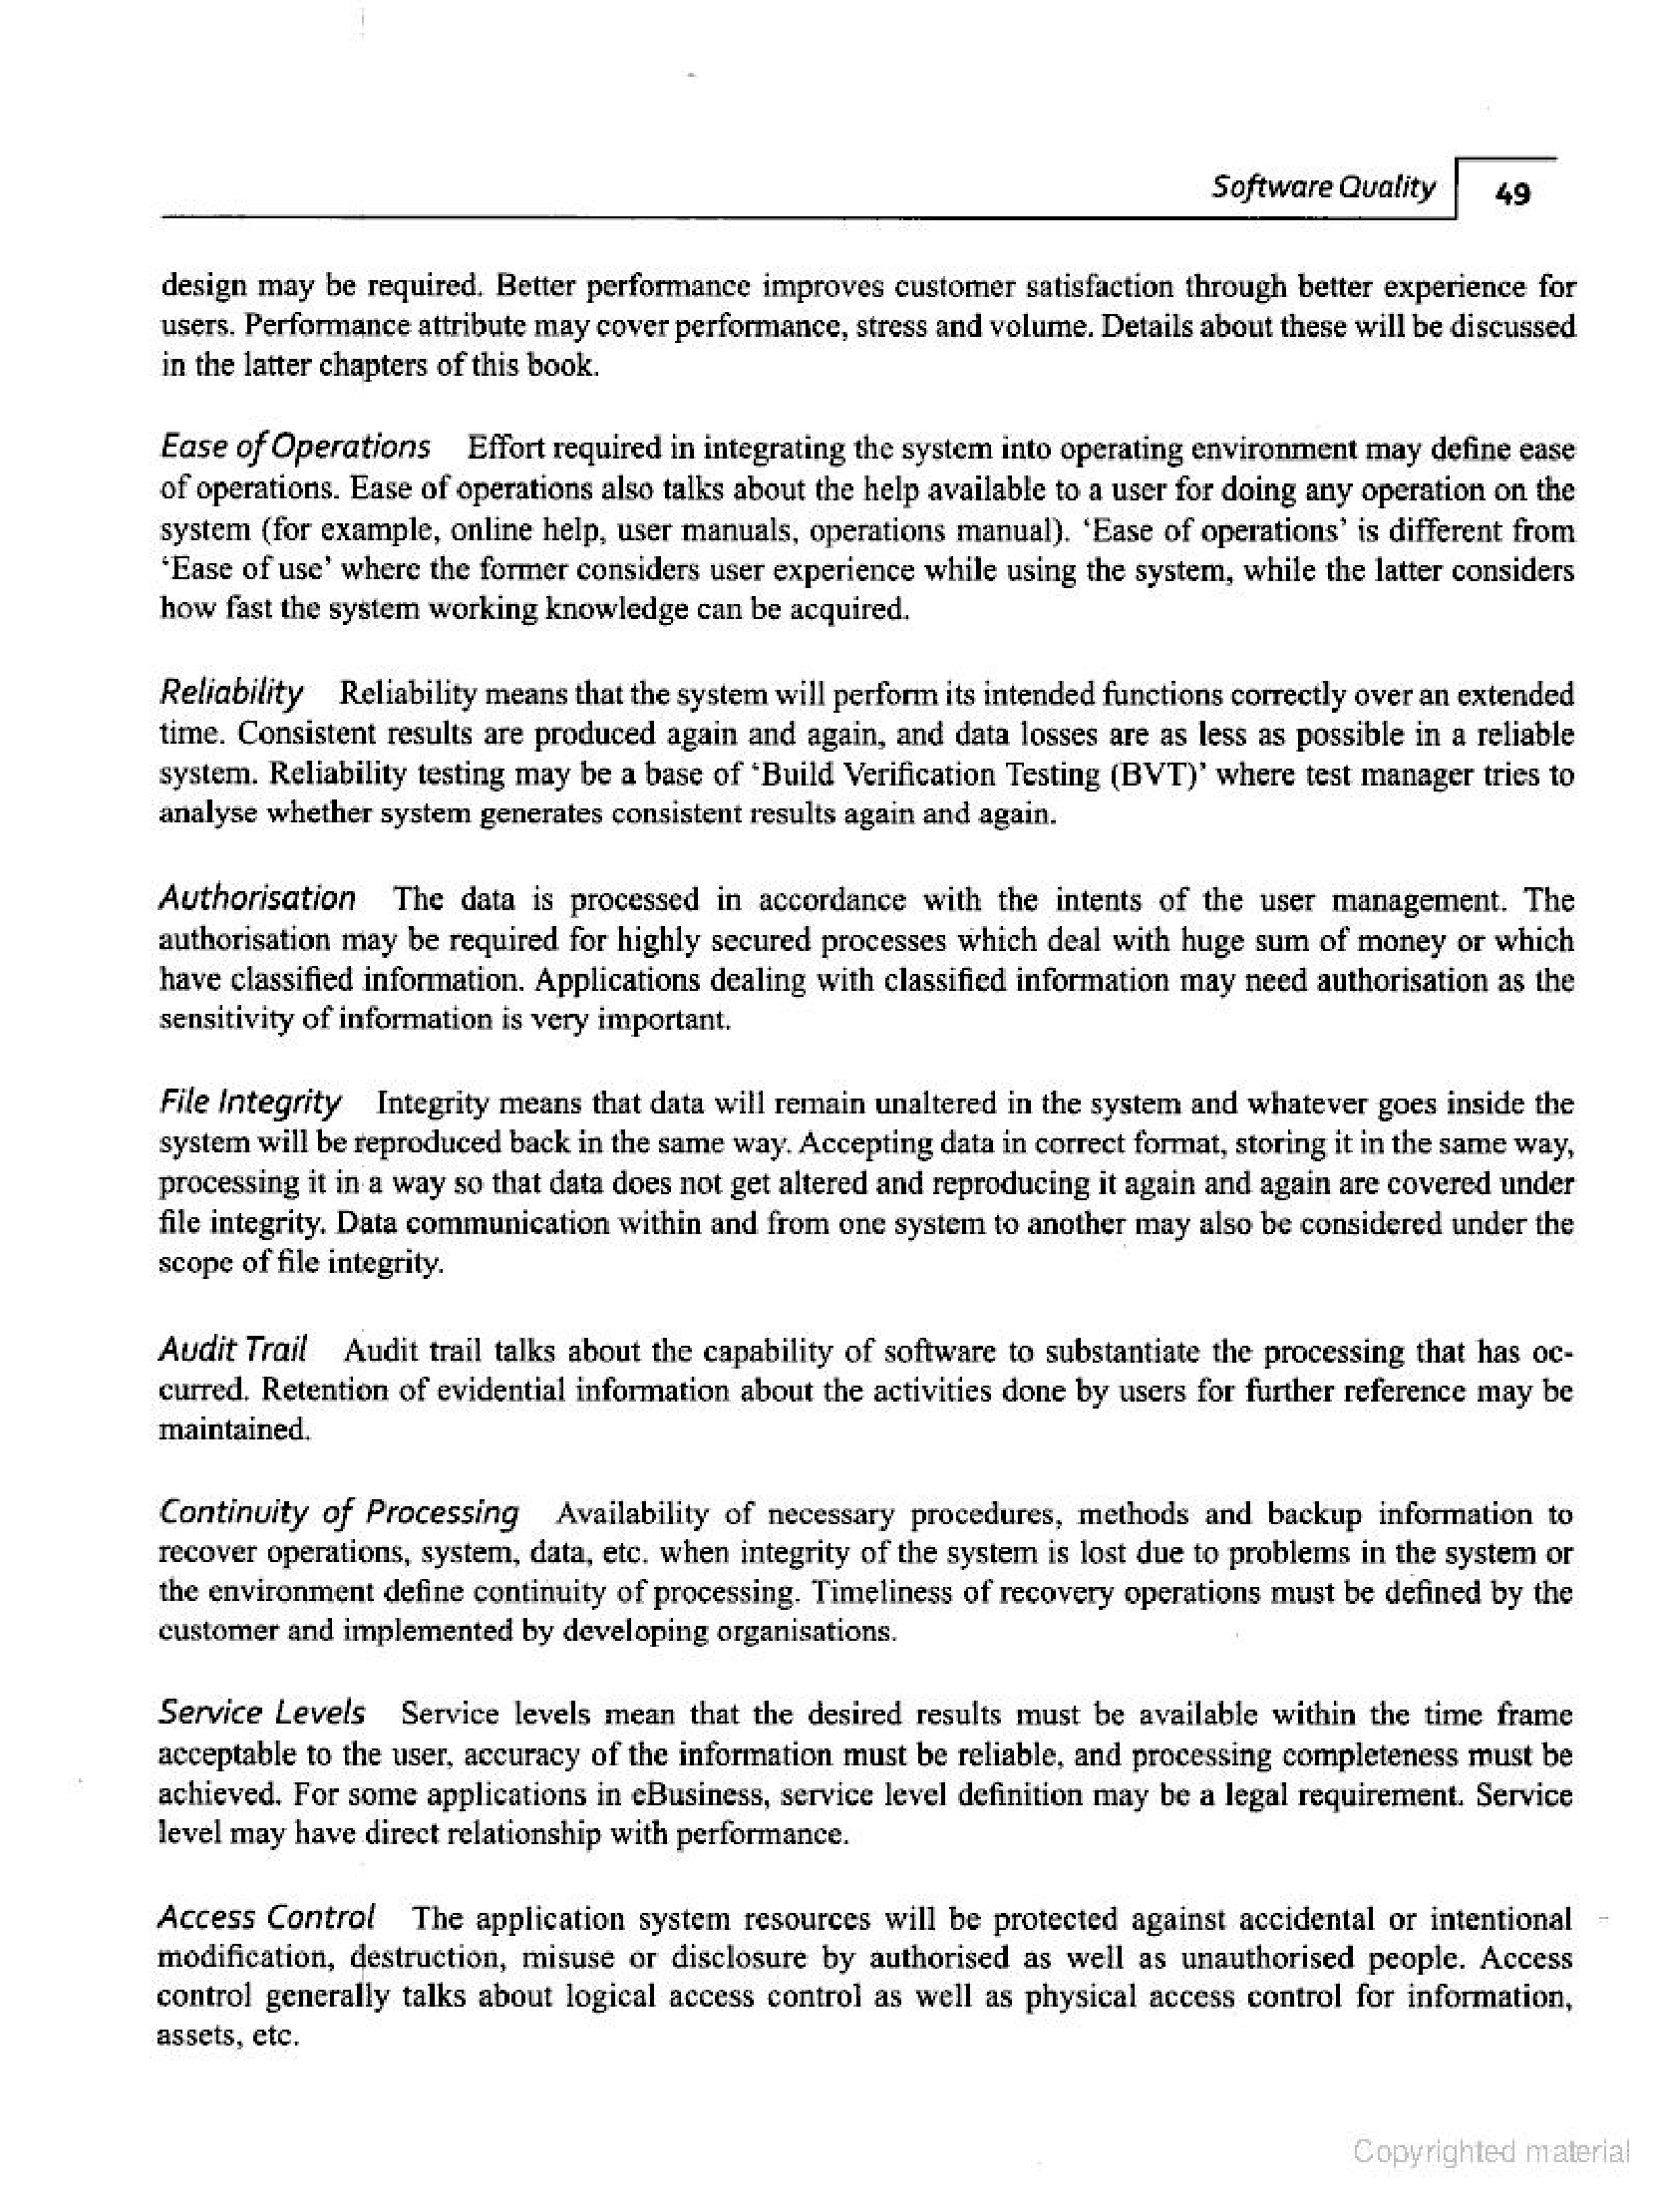 Software Quality 49
design may be required. Better performance improves customer satisfaction through better experience for
users. Performance attribute may cover performance, stress and volume. Details about these will be discussed
in the latter chapters of this book.
Ease of Operations Effort required in integrating the system into operating environment may define ease
of operations. Ease of operations also talks about the help available to a user for doing any operation on the
system (for example, online help, user manuals, operations manual). ‘Ease of operations’ is different from
‘Ease of use’ where the former considers user experience while using the system, while the latter considers
how fast the system working knowledge can be acquired.
Reliability Reliability means that the system will perform its intended functions correctly over an extended
time. Consistent results are produced again and again, and data losses are as less as possible in a reliable
system. Reliability testing may be a base of ‘Build Verification Testing (BVT)’ where test manager tries to
analyse whether system generates consistent results again and again.
Authorisation The data is processed in accordance with the intents of the user management. The
authorisation may be required for highly secured processes which deal with huge sum of money or which
have classified information. Applications dealing with classified information may need authorisation as the
sensitivity of information is very important.
File Integrity Integrity means that data will remain unaltered in the system and whatever goes inside the
system will be reproduced back in the same way. Accepting data in correct format, storing it in the same way,
processing it in a way so that data does not get altered and reproducing it again and again are covered under
file integrity. Data communication within and from one system to another may also be considered under the
scope of file integrity.
Audit Trail Audit trail talks about the capability of software to substantiate the processing that has oc-
curred. Retention of evidential information about the activities done by users for further reference may be
maintained.
Continuity of Processing Availability of necessary procedures, methods and backup information to
recover operations, system, data, etc. when integrity of the system is lost due to problems in the system or
the environment define continuity of processing. Timeliness of recovery operations must be defined by the
customer and implemented by developing organisations.
Service Levels Service levels mean that the desired results must be available within the time frame
acceptable to the user, accuracy of the information must be reliable, and processing completeness must be
achieved. For some applications in eBusiness, service level definition may be a legal requirement. Service
level may have direct relationship with performance.
Access Control The application system resources will be protected against accidental or intentional
modification, destruction, misuse or disclosure by authorised as well as unauthorised people. Access
control generally talks about logical access control as well as physical access control for information,
assets, etc.
Copyrighted material